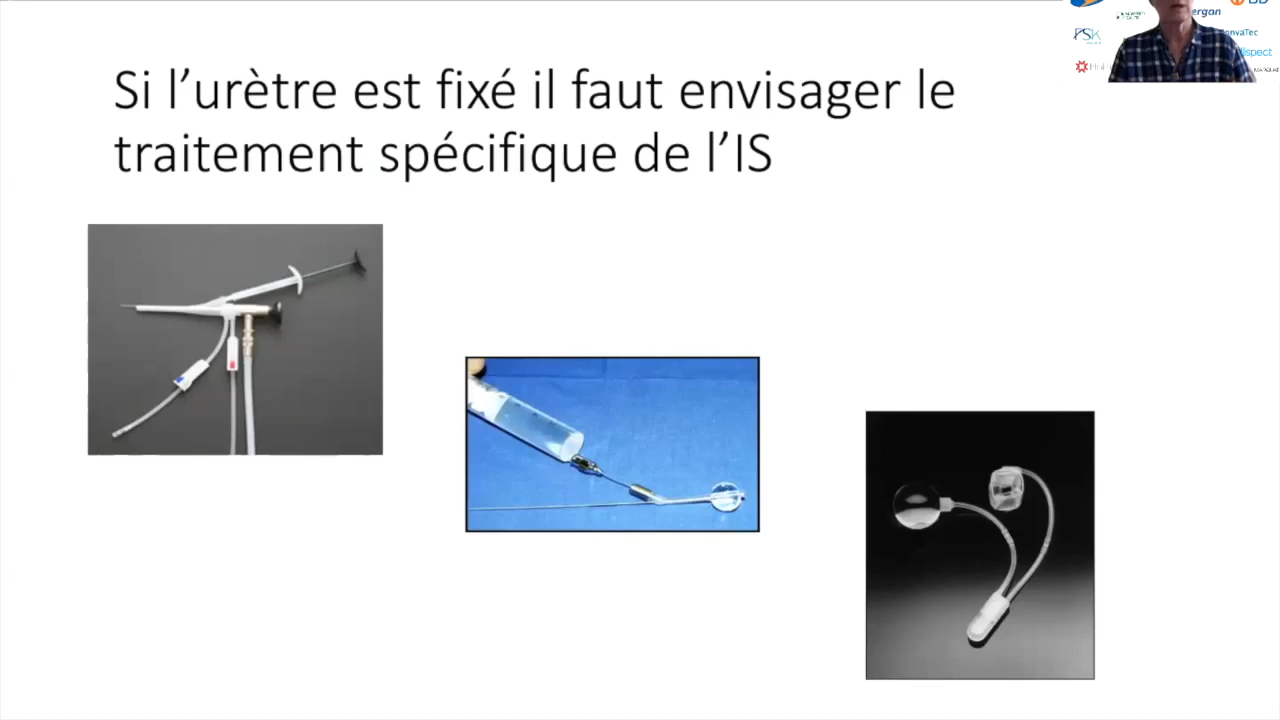 Si l’urètre est fixé il faut envisager le
traitement spécifique de l’IS